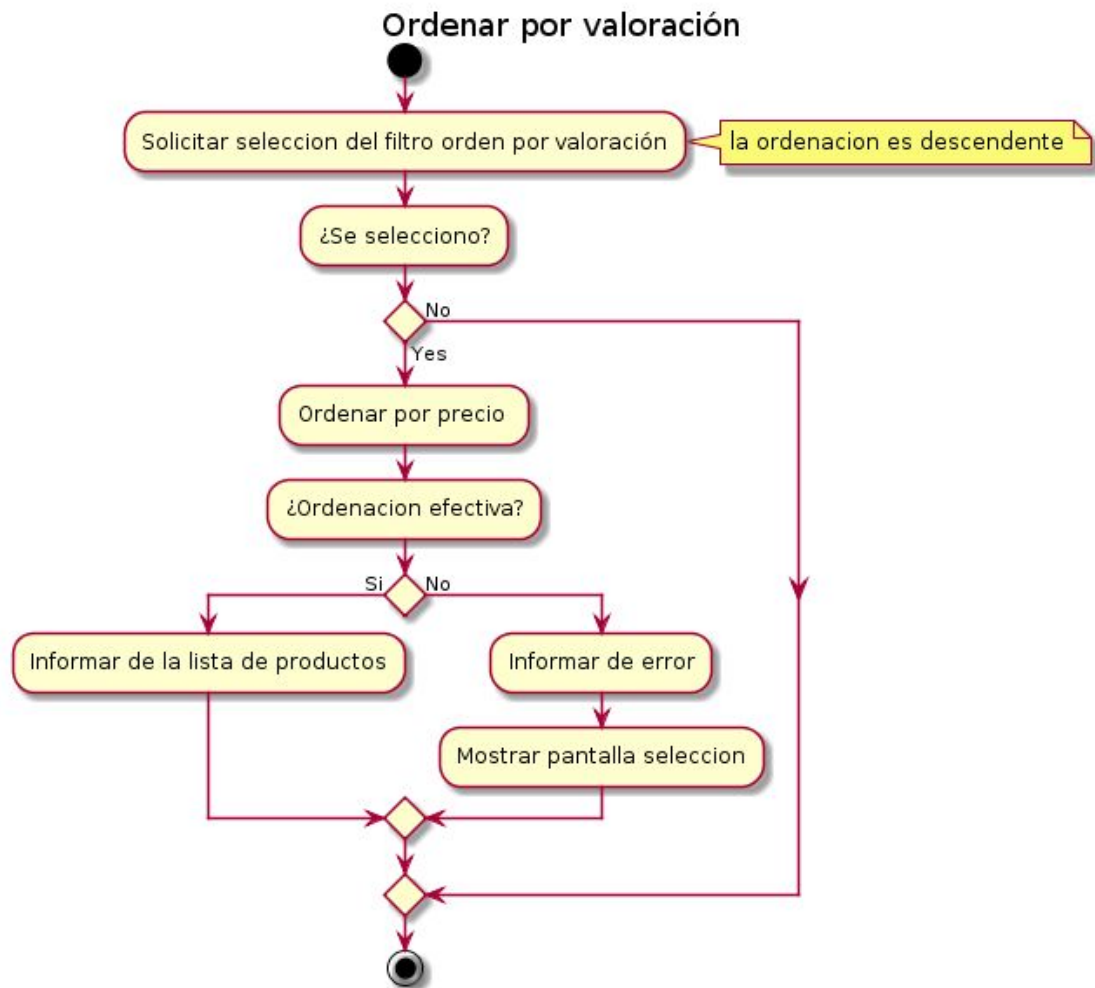 Ordenar por valoración
Solicitar seleccion del filtro orden por valoración
la ordenacion es descendente
¿Se selecciono?
No
Yes
Ordenar por precio
¿Ordenacion efectiva?
Si
No
Informar de la lista de productos
Informar de error
Mostrar pantalla seleccion